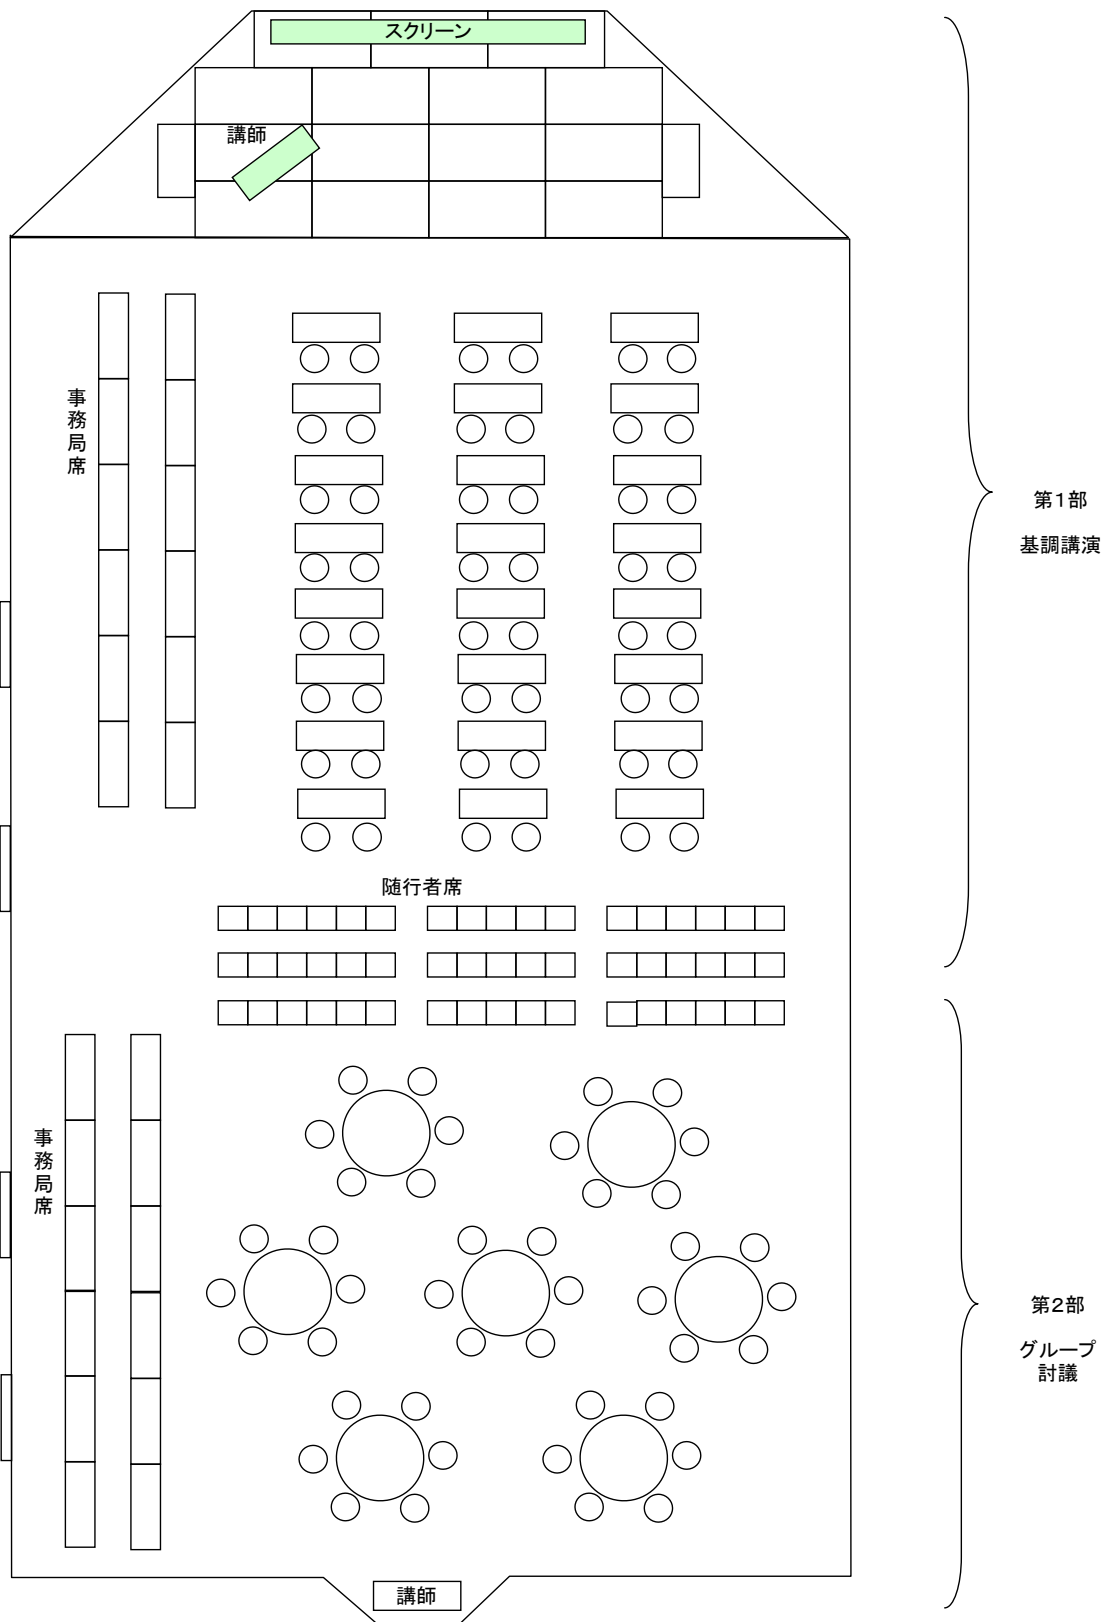 スクリーン
講師
事務局席
第1部
基調講演
随行者席
事務局席
第2部
グループ
討議
講師